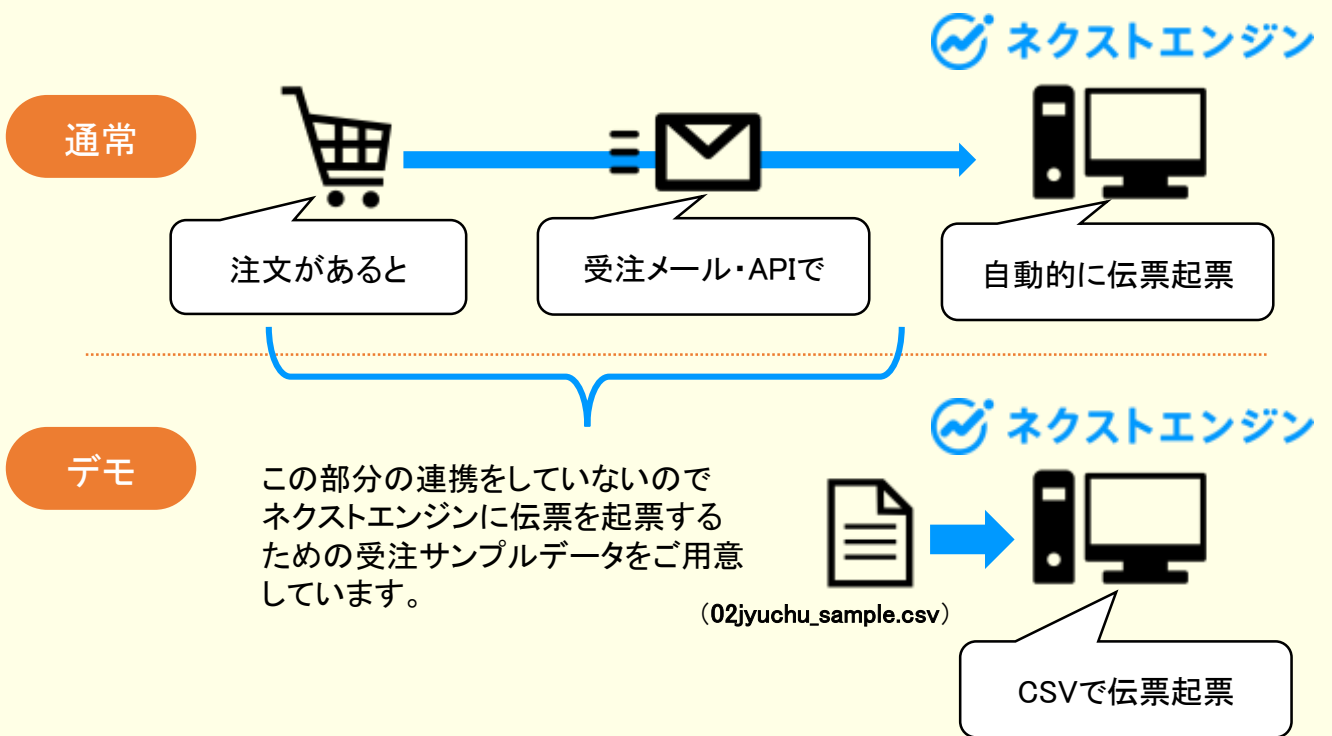 ネクストエンジン
通常
注文があると
受注メール・APIで
自動的に伝票起票
ネクストエンジン
デモ
この部分の連携をしていないので
ネクストエンジンに伝票を起票する
ための受注サンプルデータをご用意
しています。
（02jyuchu_sample.csv）
CSVで伝票起票